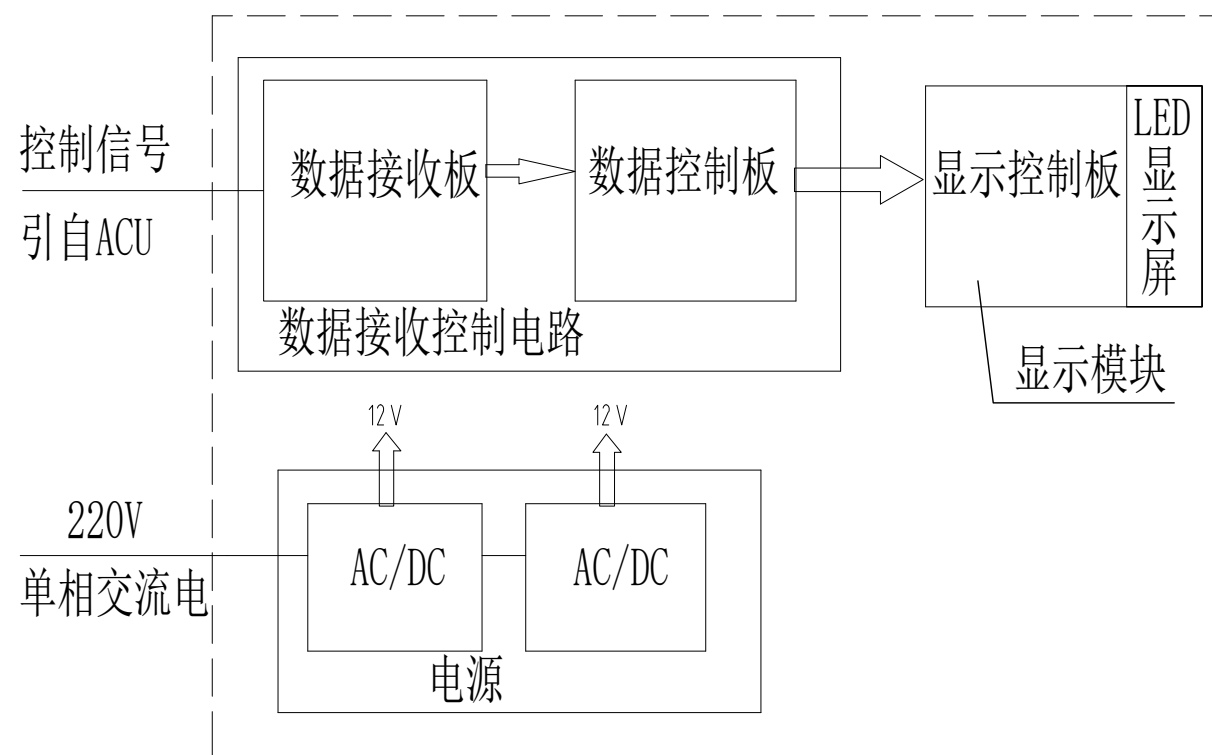 控制信号
引自ACU
数据接收板
数据控制板
显示控制板
LED
显
示
屏
数据接收控制电路
显示模块
12V
12V
220V
单相交流电
AC/DC
AC/DC
电源